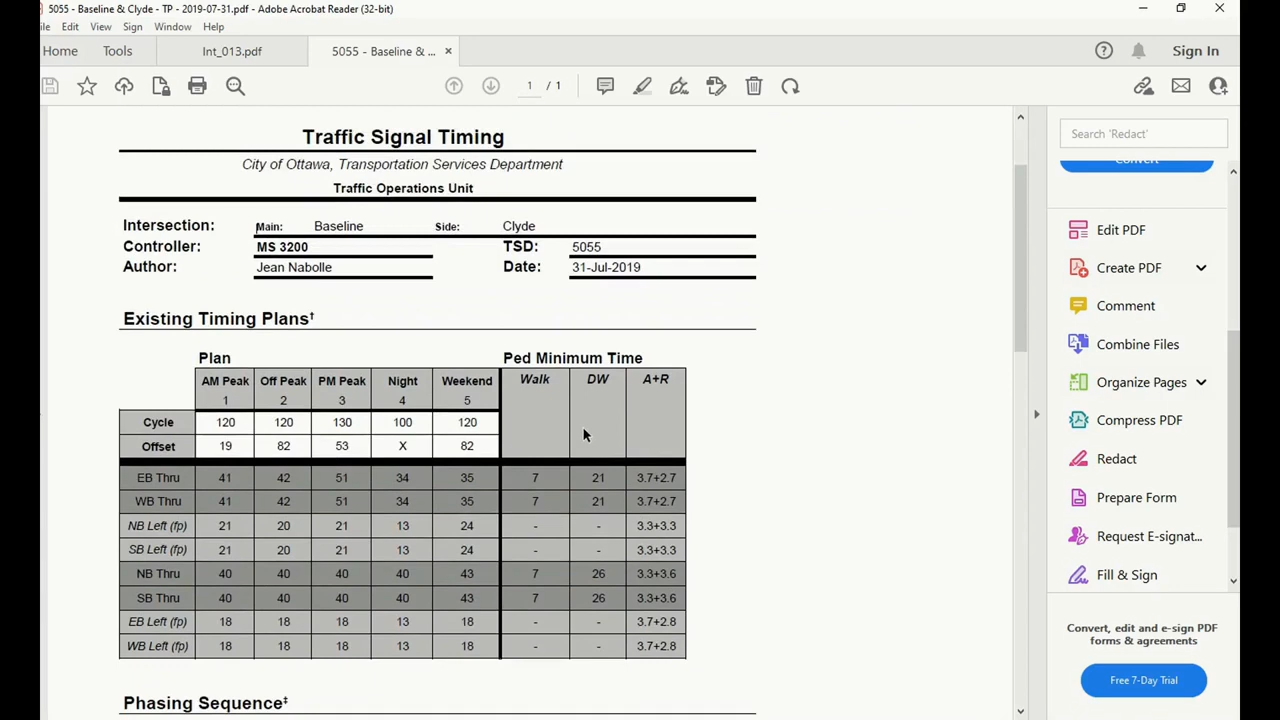 5055 - Baseline & Clyde - TP - 2019-07-31.pdf - Adobe Acrobat Reader (32-bit)
ile Edit View Sign Window Help
Home Tools Int_013.pdf 5055 - Baseline & ... × Sign In
1 / 1
Traffic Signal Timing
City of Ottawa, Transportation Services Department
Traffic Operations Unit
Intersection: Main: Baseline Side: Clyde
Controller: MS 3200 TSD: 5055
Author: Jean Nabolle Date: 31-Jul-2019
Existing Timing Plans†
Plan Ped Minimum Time
AM Peak Off Peak PM Peak Night Weekend Walk DW A+R
1 2 3 4 5
Cycle 120 120 130 100 120
Offset 19 82 53 X 82
EB Thru 41 42 51 34 35 7 21 3.7+2.7
WB Thru 41 42 51 34 35 7 21 3.7+2.7
NB Left (fp) 21 20 21 13 24 - - 3.3+3.3
SB Left (fp) 21 20 21 13 24 - - 3.3+3.3
NB Thru 40 40 40 40 43 7 26 3.3+3.6
SB Thru 40 40 40 40 43 7 26 3.3+3.6
EB Left (fp) 18 18 18 13 18 - - 3.7+2.8
WB Left (fp) 18 18 18 13 18 - - 3.7+2.8
Phasing Sequence‡
Search 'Redact'
Convert
Edit PDF
Create PDF
Comment
Combine Files
Organize Pages
Compress PDF
Redact
Prepare Form
Request E-signat...
Fill & Sign
Convert, edit and e-sign PDF
forms & agreements
Free 7-Day Trial